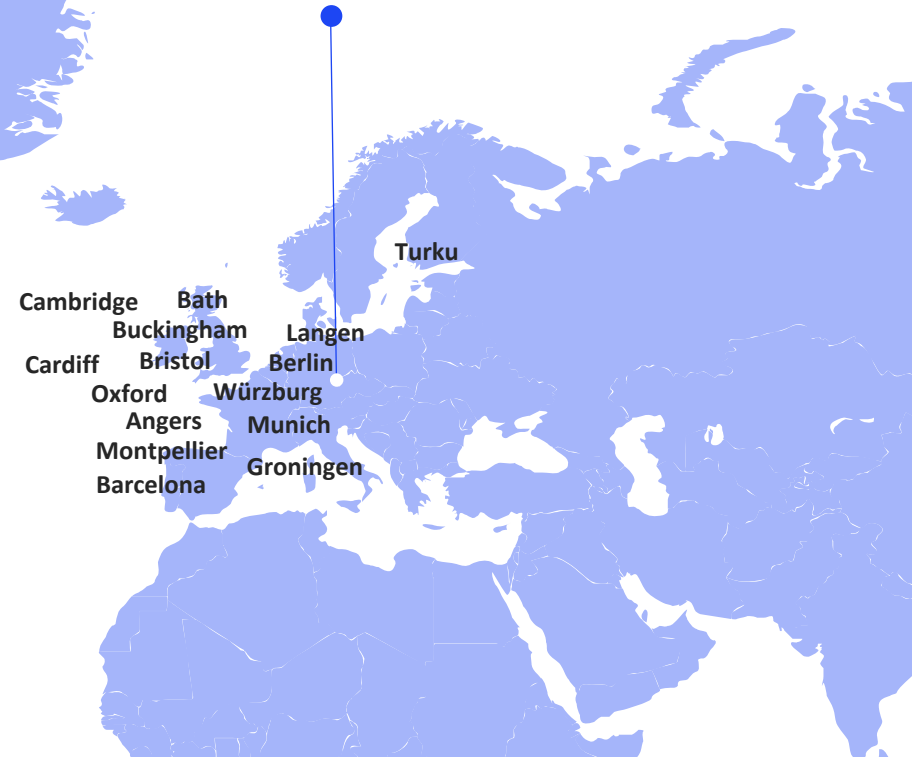 Turku
Cambridge
Bath
Buckingham
Langen
Cardiff
Bristol
Berlin
Oxford
Würzburg
Angers
Munich
Montpellier
Groningen
Barcelona